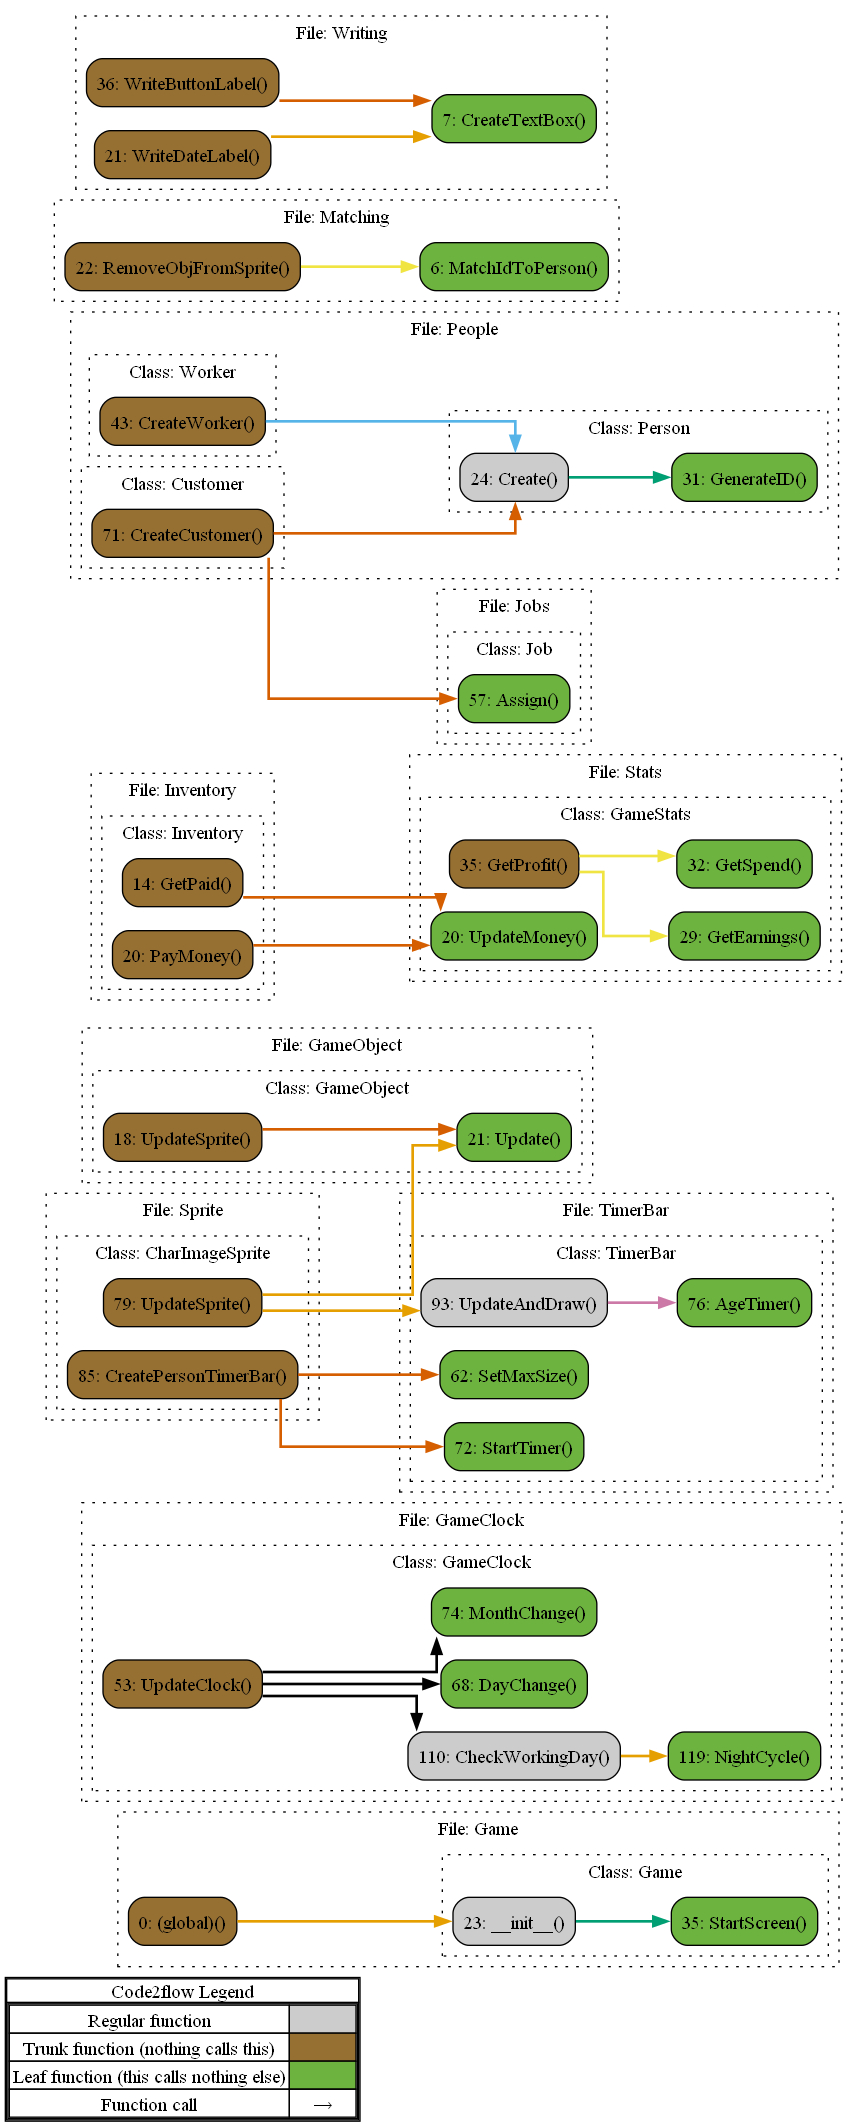 File: Writing
36: WriteButtonLabel()
7: CreateTextBox()
21: WriteDateLabel()
File: Matching
22: RemoveObjFromSprite()
6: MatchIdToPerson()
File: People
Class: Worker
43: CreateWorker()
Class: Person
24: Create()
31: GenerateID()
Class: Customer
71: CreateCustomer()
File: Jobs
Class: Job
57: Assign()
File: Inventory
Class: Inventory
14: GetPaid()
20: PayMoney()
File: Stats
Class: GameStats
35: GetProfit()
32: GetSpend()
20: UpdateMoney()
29: GetEarnings()
File: GameObject
Class: GameObject
18: UpdateSprite()
21: Update()
File: Sprite
Class: CharImageSprite
79: UpdateSprite()
85: CreatePersonTimerBar()
File: TimerBar
Class: TimerBar
93: UpdateAndDraw()
76: AgeTimer()
62: SetMaxSize()
72: StartTimer()
File: GameClock
Class: GameClock
74: MonthChange()
53: UpdateClock()
68: DayChange()
110: CheckWorkingDay()
119: NightCycle()
File: Game
Class: Game
0: (global)()
23: __init__()
35: StartScreen()
Code2flow Legend
Regular function
Trunk function (nothing calls this)
Leaf function (this calls nothing else)
Function call →